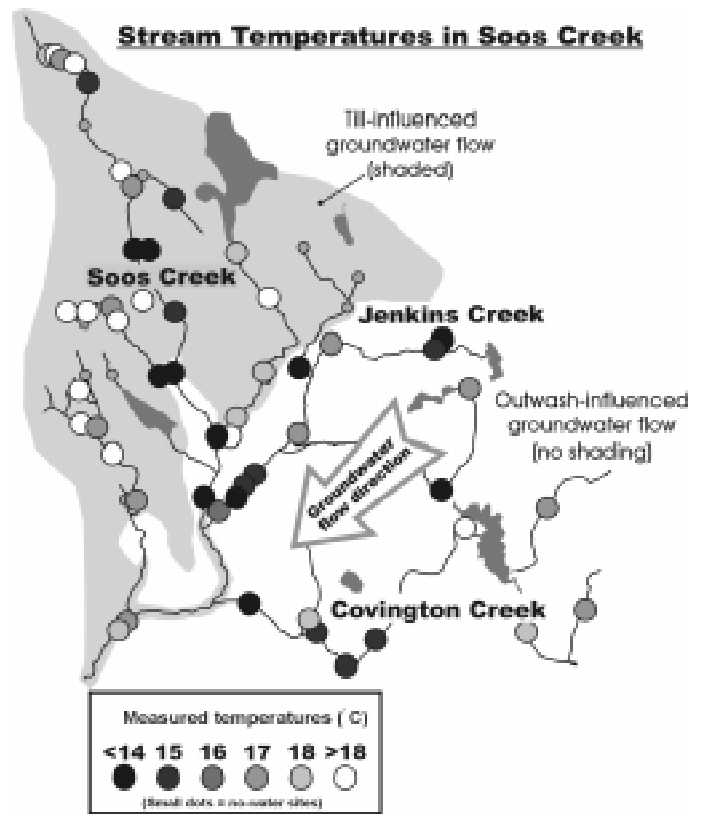 Stream Temperatures in Soos Creek
Till-influenced
groundwater flow
(shaded)
Soos Creek
Jenkins Creek
Outwash-influenced
groundwater flow
[no shading]
Groundwater
flow direction
Covington Creek
Measured temperatures (°C)
<14 15 16 17 18 >18
(Small dots = no-water sites)